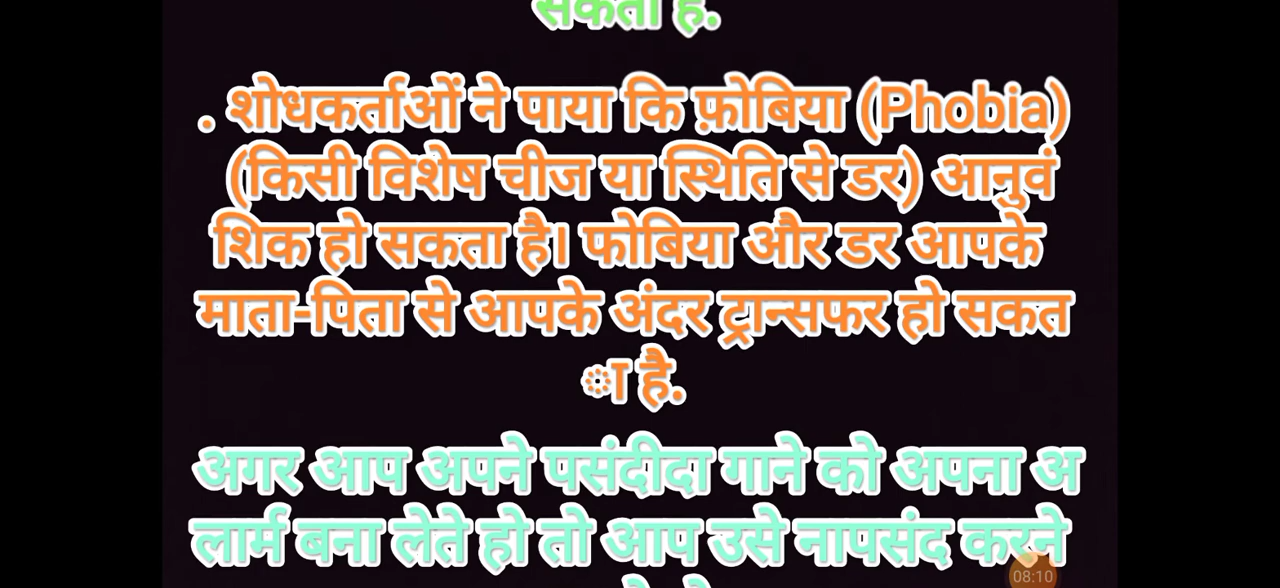 सकता है.
. शोधकर्ताओं ने पाया कि फ़ोबिया (Phobia)
(किसी विशेष चीज या स्थिति से डर) आनुवं
शिक हो सकता है। फोबिया और डर आपके
माता-पिता से आपके अंदर ट्रान्सफर हो सकत
ा है.
अगर आप अपने पसंदीदा गाने को अपना अ
लार्म बना लेते हो तो आप उसे नापसंद करने
08:10